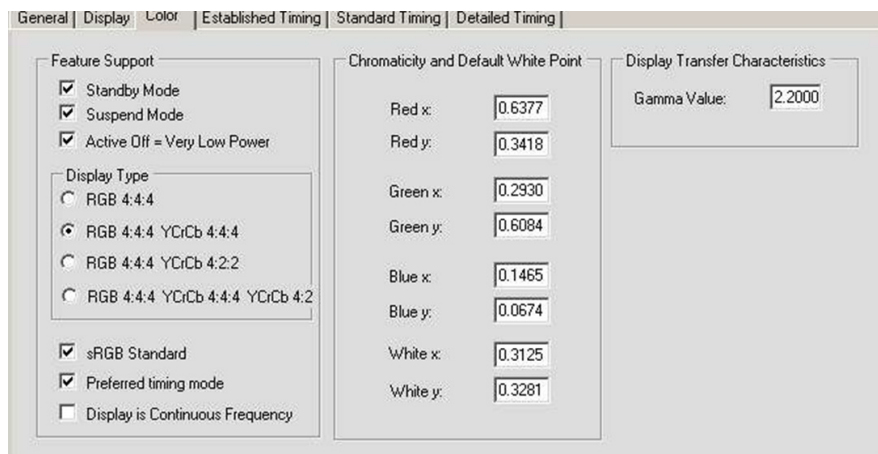 General Display Color Established Timing Standard Timing Detailed Timing
Feature Support
Standby Mode
Suspend Mode
Active Off = Very Low Power
Display Type
RGB 4:4:4
RGB 4:4:4 YCrCb 4:4:4
RGB 4:4:4 YCrCb 4:2:2
RGB 4:4:4 YCrCb 4:4:4 YCrCb 4:2
sRGB Standard
Preferred timing mode
Display is Continuous Frequency
Chromaticity and Default White Point
Red x: 0.6377
Red y: 0.3418
Green x: 0.2930
Green y: 0.6084
Blue x: 0.1465
Blue y: 0.0674
White x: 0.3125
White y: 0.3281
Display Transfer Characteristics
Gamma Value: 2.2000